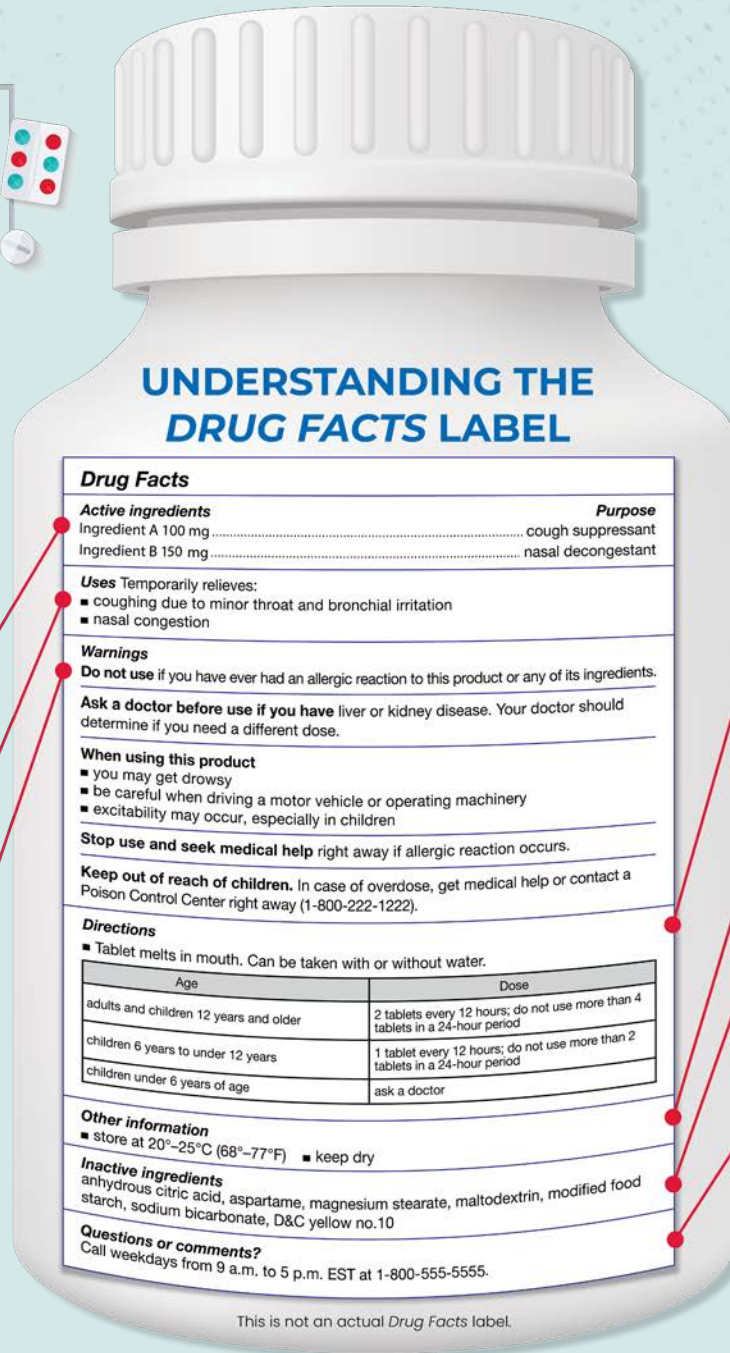 UNDERSTANDING THE
DRUG FACTS LABEL
Drug Facts
Active ingredients Purpose
Ingredient A 100 mg ........................................................................ cough suppressant
Ingredient B 150 mg ........................................................................ nasal decongestant
Uses Temporarily relieves:
■ coughing due to minor throat and bronchial irritation
■ nasal congestion
Warnings
Do not use if you have ever had an allergic reaction to this product or any of its ingredients.
Ask a doctor before use if you have liver or kidney disease. Your doctor should
determine if you need a different dose.
When using this product
■ you may get drowsy
■ be careful when driving a motor vehicle or operating machinery
■ excitability may occur, especially in children
Stop use and seek medical help right away if allergic reaction occurs.
Keep out of reach of children. In case of overdose, get medical help or contact a
Poison Control Center right away (1-800-222-1222).
Directions
■ Tablet melts in mouth. Can be taken with or without water.
Age Dose
adults and children 12 years and older 2 tablets every 12 hours; do not use more than 4
tablets in a 24-hour period
children 6 years to under 12 years 1 tablet every 12 hours; do not use more than 2
tablets in a 24-hour period
children under 6 years of age ask a doctor
Other information
■ store at 20°–25°C (68°–77°F) ■ keep dry
Inactive ingredients
anhydrous citric acid, aspartame, magnesium stearate, maltodextrin, modified food
starch, sodium bicarbonate, D&C yellow no.10
Questions or comments?
Call weekdays from 9 a.m. to 5 p.m. EST at 1-800-555-5555.
This is not an actual Drug Facts label.